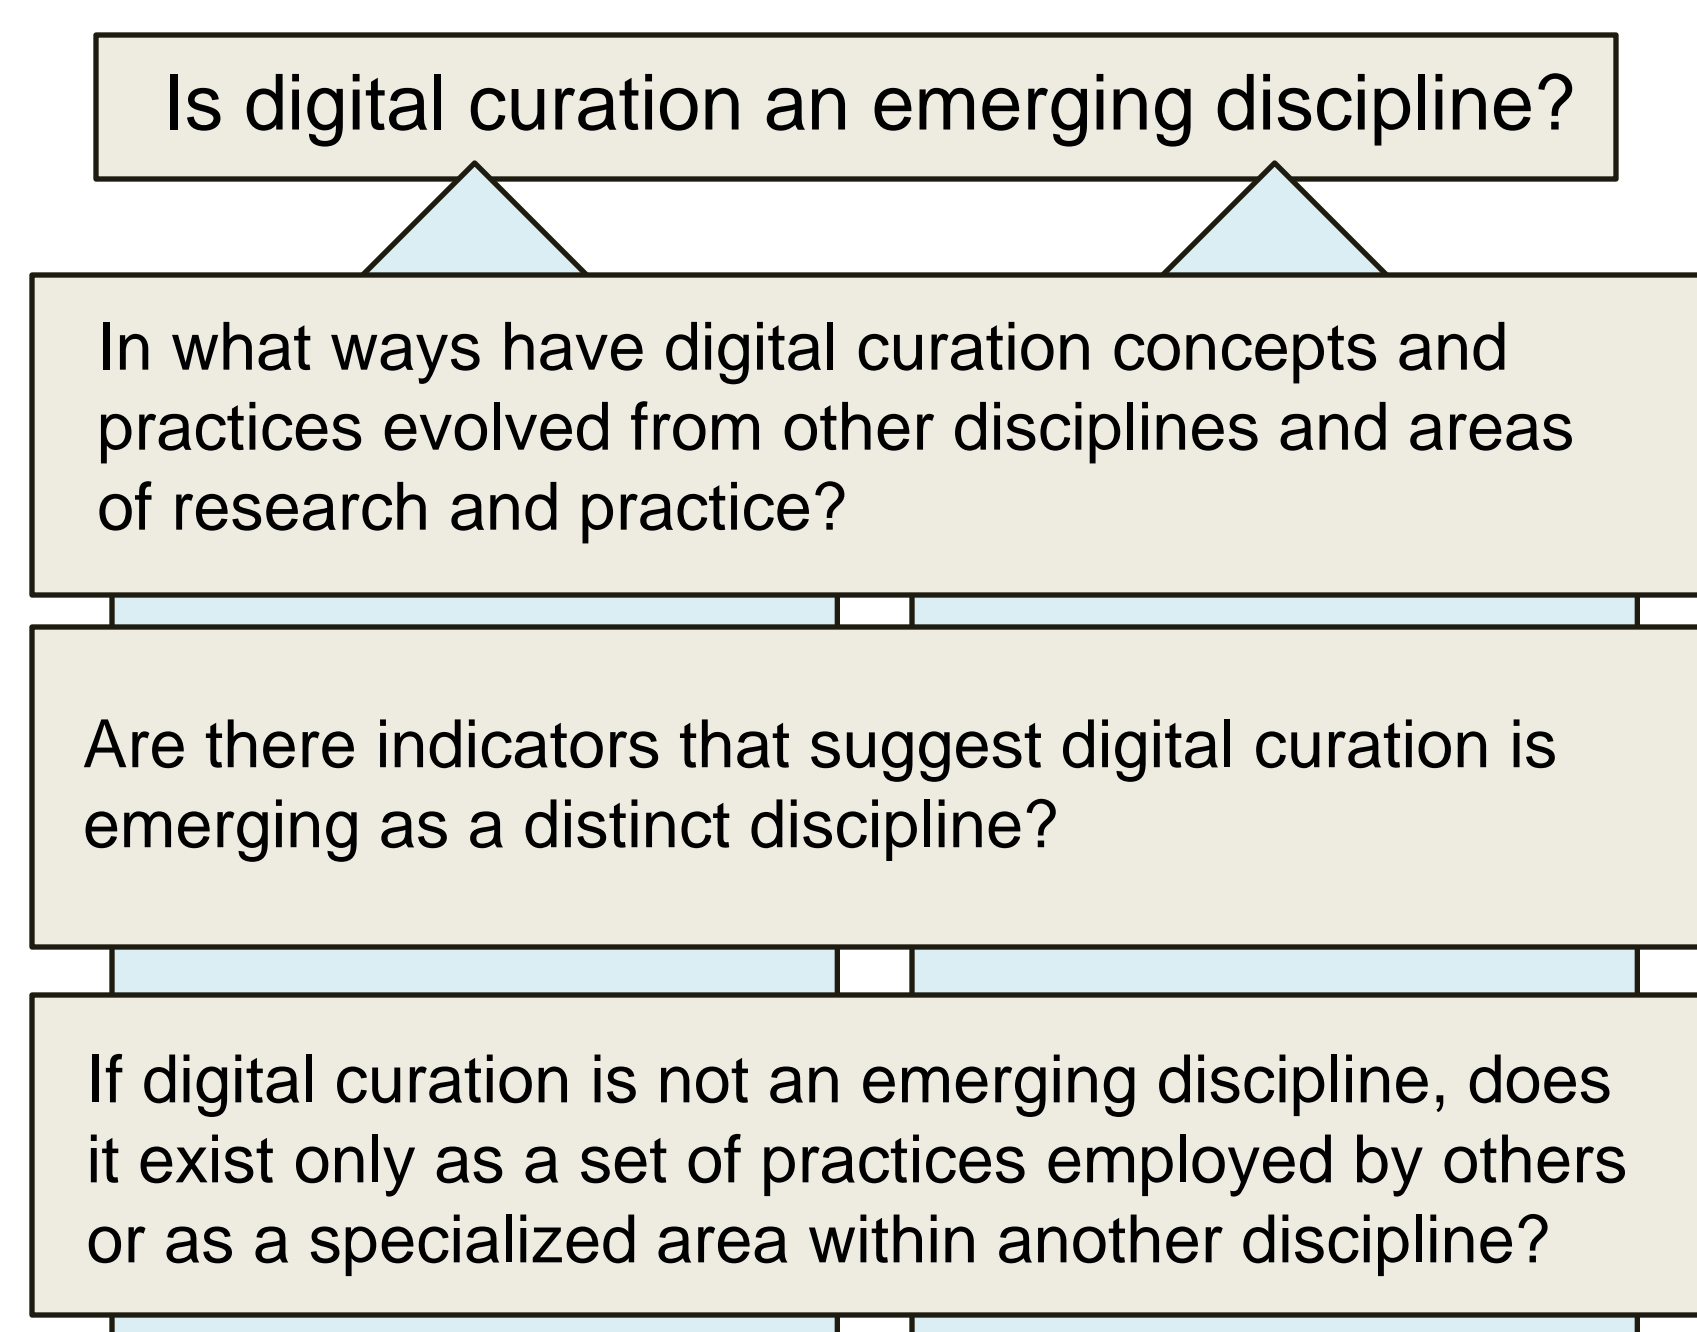 Is digital curation an emerging discipline?
In what ways have digital curation concepts and
practices evolved from other disciplines and areas
of research and practice?
Are there indicators that suggest digital curation is
emerging as a distinct discipline?
If digital curation is not an emerging discipline, does
it exist only as a set of practices employed by others
or as a specialized area within another discipline?